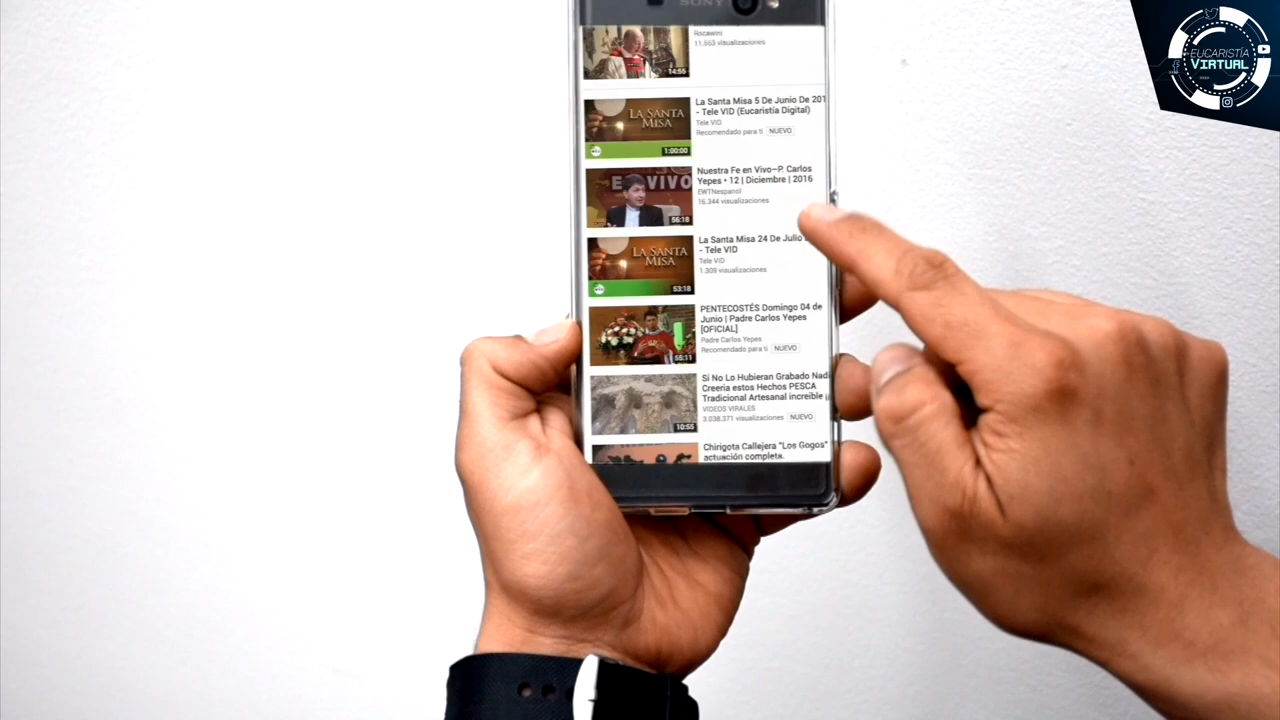 SONY
Rocawini
11.553 visualizaciones
14:55
La Santa Misa 5 De Junio De 201
- Tele VID (Eucaristía Digital)
Tele VID
Recomendado para ti NUEVO
LA SANTA
MISA
1:00:00
Nuestra Fe en Vivo–P. Carlos
Yepes • 12 | Diciembre | 2016
EWTNespanol
16.344 visualizaciones
EN VIVO
56:18
La Santa Misa 24 De Julio
- Tele VID
Tele VID
1.309 visualizaciones
LA SANTA
MISA
53:18
PENTECOSTÉS Domingo 04 de
Junio | Padre Carlos Yepes
[OFICIAL]
Padre Carlos Yepes
Recomendado para ti NUEVO
55:11
Si No Lo Hubieran Grabado Nadi
Creeria estos Hechos PESCA
Tradicional Artesanal increible ¡¡
VIDEOS VIRALES
3.038.371 visualizaciones NUEVO
10:55
Chirigota Callejera "Los Gogos"
actuación completa.
EUCARISTÍA
VIRTUAL